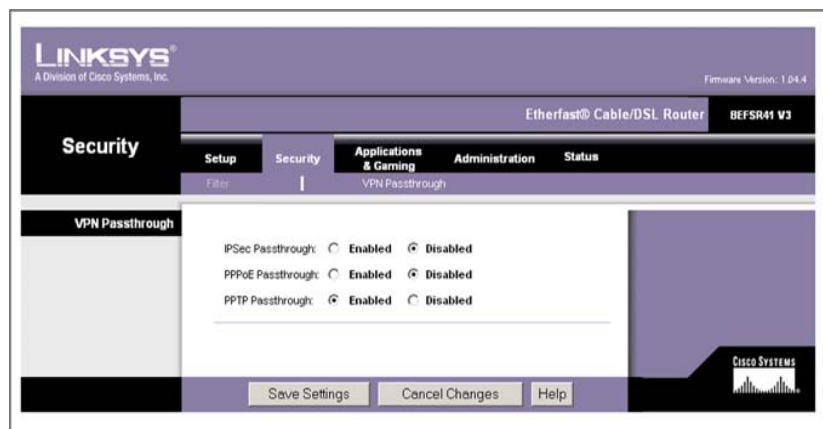 LINKSYS®
A Division of Cisco Systems, Inc.
Firmware Version: 1.04.4
Etherfast® Cable/DSL Router BEFSR41 V3
Security
Setup Security Applications & Gaming Administration Status
Filter VPN Passthrough
VPN Passthrough
IPSec Passthrough: Enabled Disabled
PPPoE Passthrough: Enabled Disabled
PPTP Passthrough: Enabled Disabled
CISCO SYSTEMS
Save Settings Cancel Changes Help